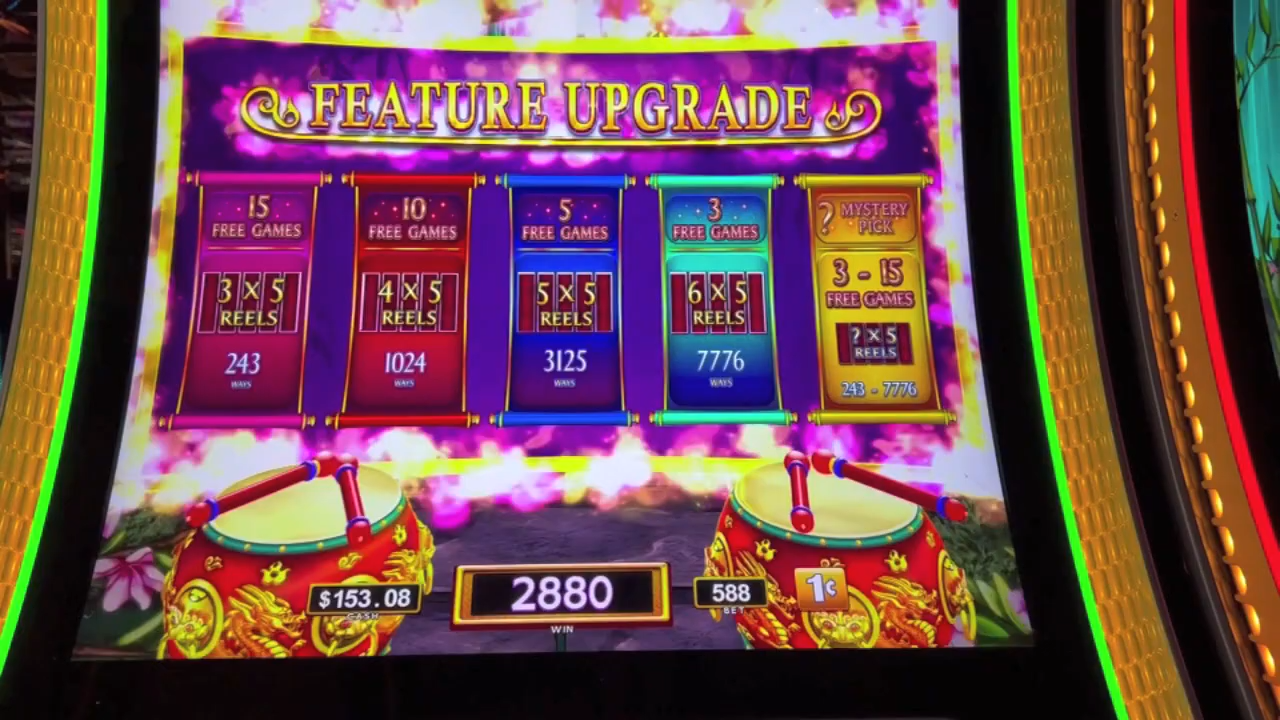 FEATURE UPGRADE
15
FREE GAMES
3 X 5
REELS
243
WAYS
10
FREE GAMES
4 X 5
REELS
1024
WAYS
5
FREE GAMES
5 X 5
REELS
3125
WAYS
3
FREE GAMES
6 X 5
REELS
7776
WAYS
? MYSTERY
PICK
3 - 15
FREE GAMES
? X 5
REELS
243 - 7776
$153.08
CASH
2880
WIN
588
BET
1¢